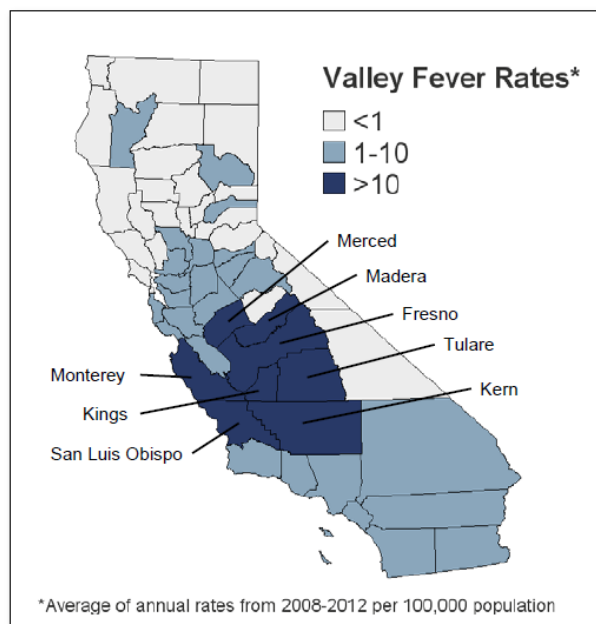 Valley Fever Rates*
<1
1-10
>10
Merced
Madera
Fresno
Tulare
Monterey
Kern
Kings
San Luis Obispo
*Average of annual rates from 2008-2012 per 100,000 population